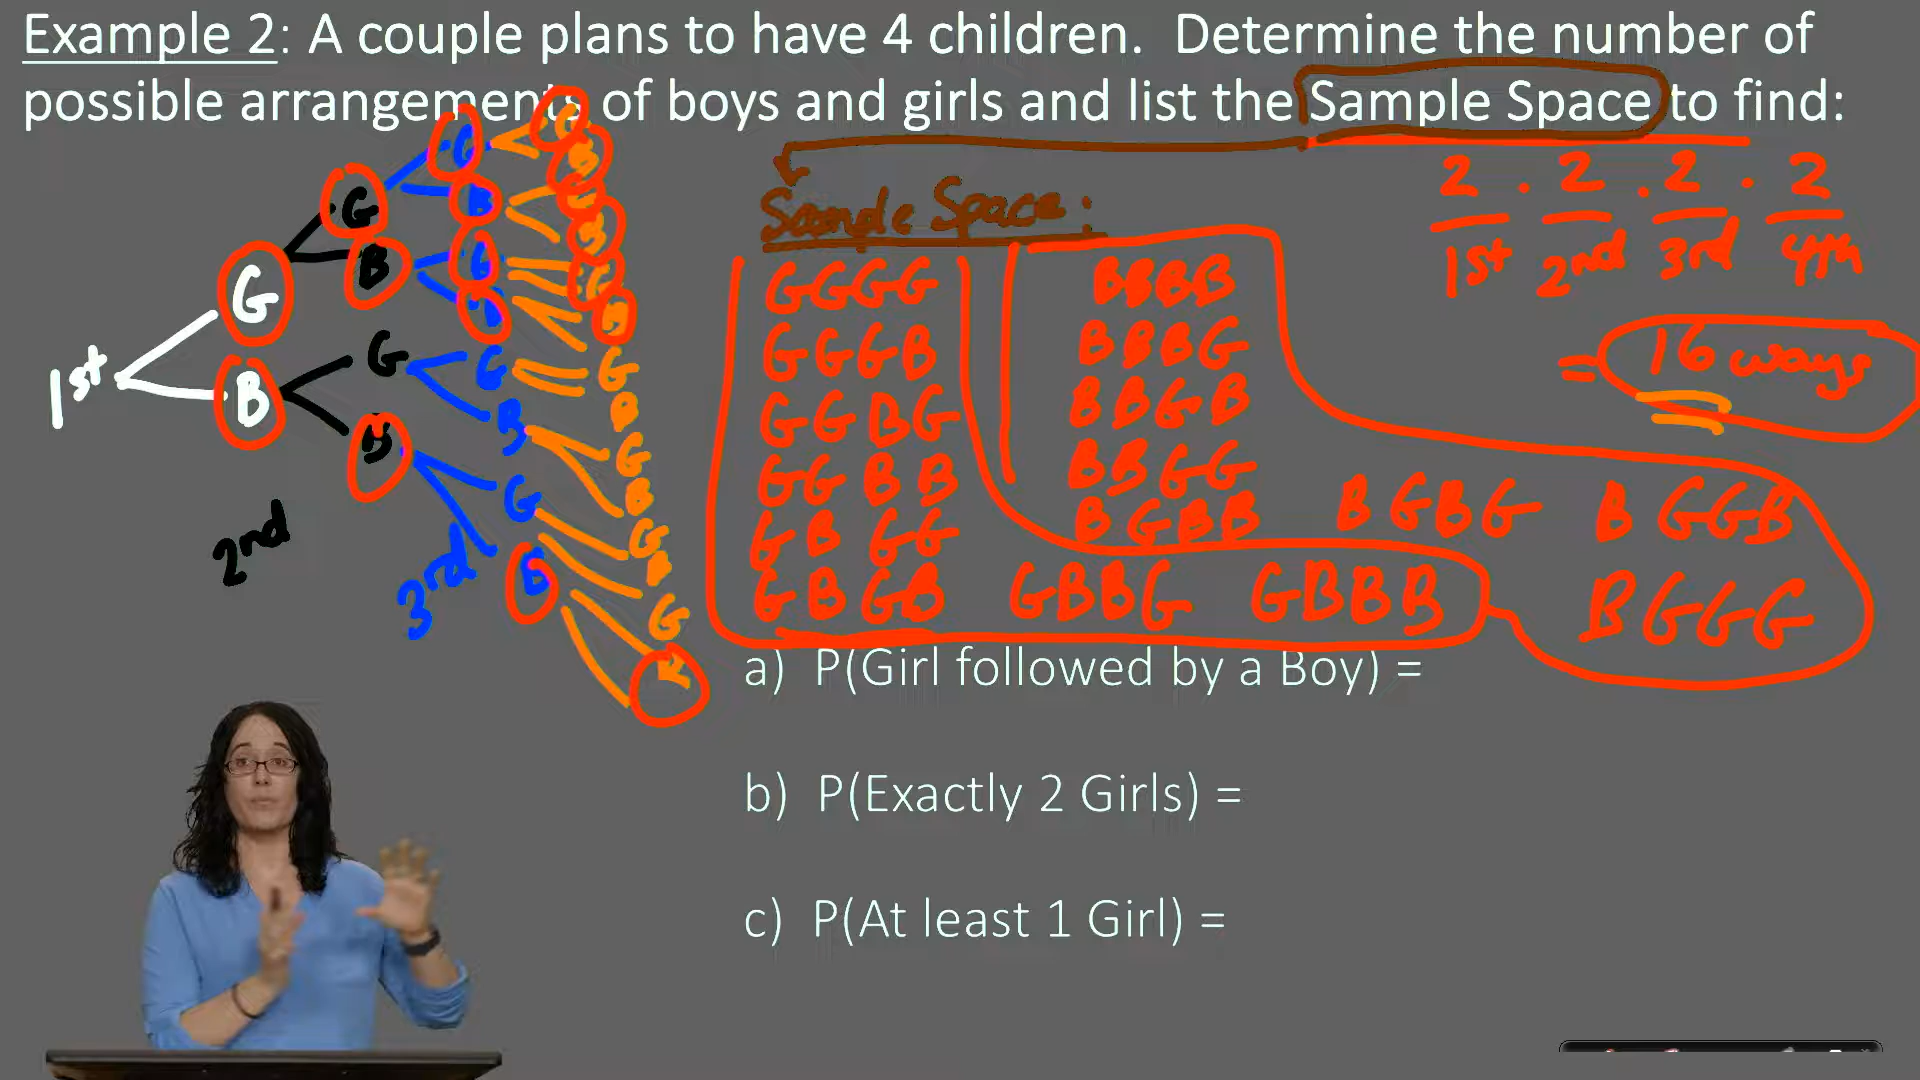 Example 2: A couple plans to have 4 children. Determine the number of
possible arrangements of boys and girls and list the Sample Space to find:
2 . 2 . 2 . 2
1st 2nd 3rd 4th
= 16 ways
Sample Space:
GGGG BBBB
GGGB BBBG
GGBG BBGB
GGBB BBGG
GBGG BGBB BGBG BGGB
GBGB GBBG GBBB BGGG
1st
G
B
G
B
G
B
2nd
G
B
G
B
G
B
G
B
3rd
G
G
G
B
G
G
a) P(Girl followed by a Boy) =
b) P(Exactly 2 Girls) =
c) P(At least 1 Girl) =